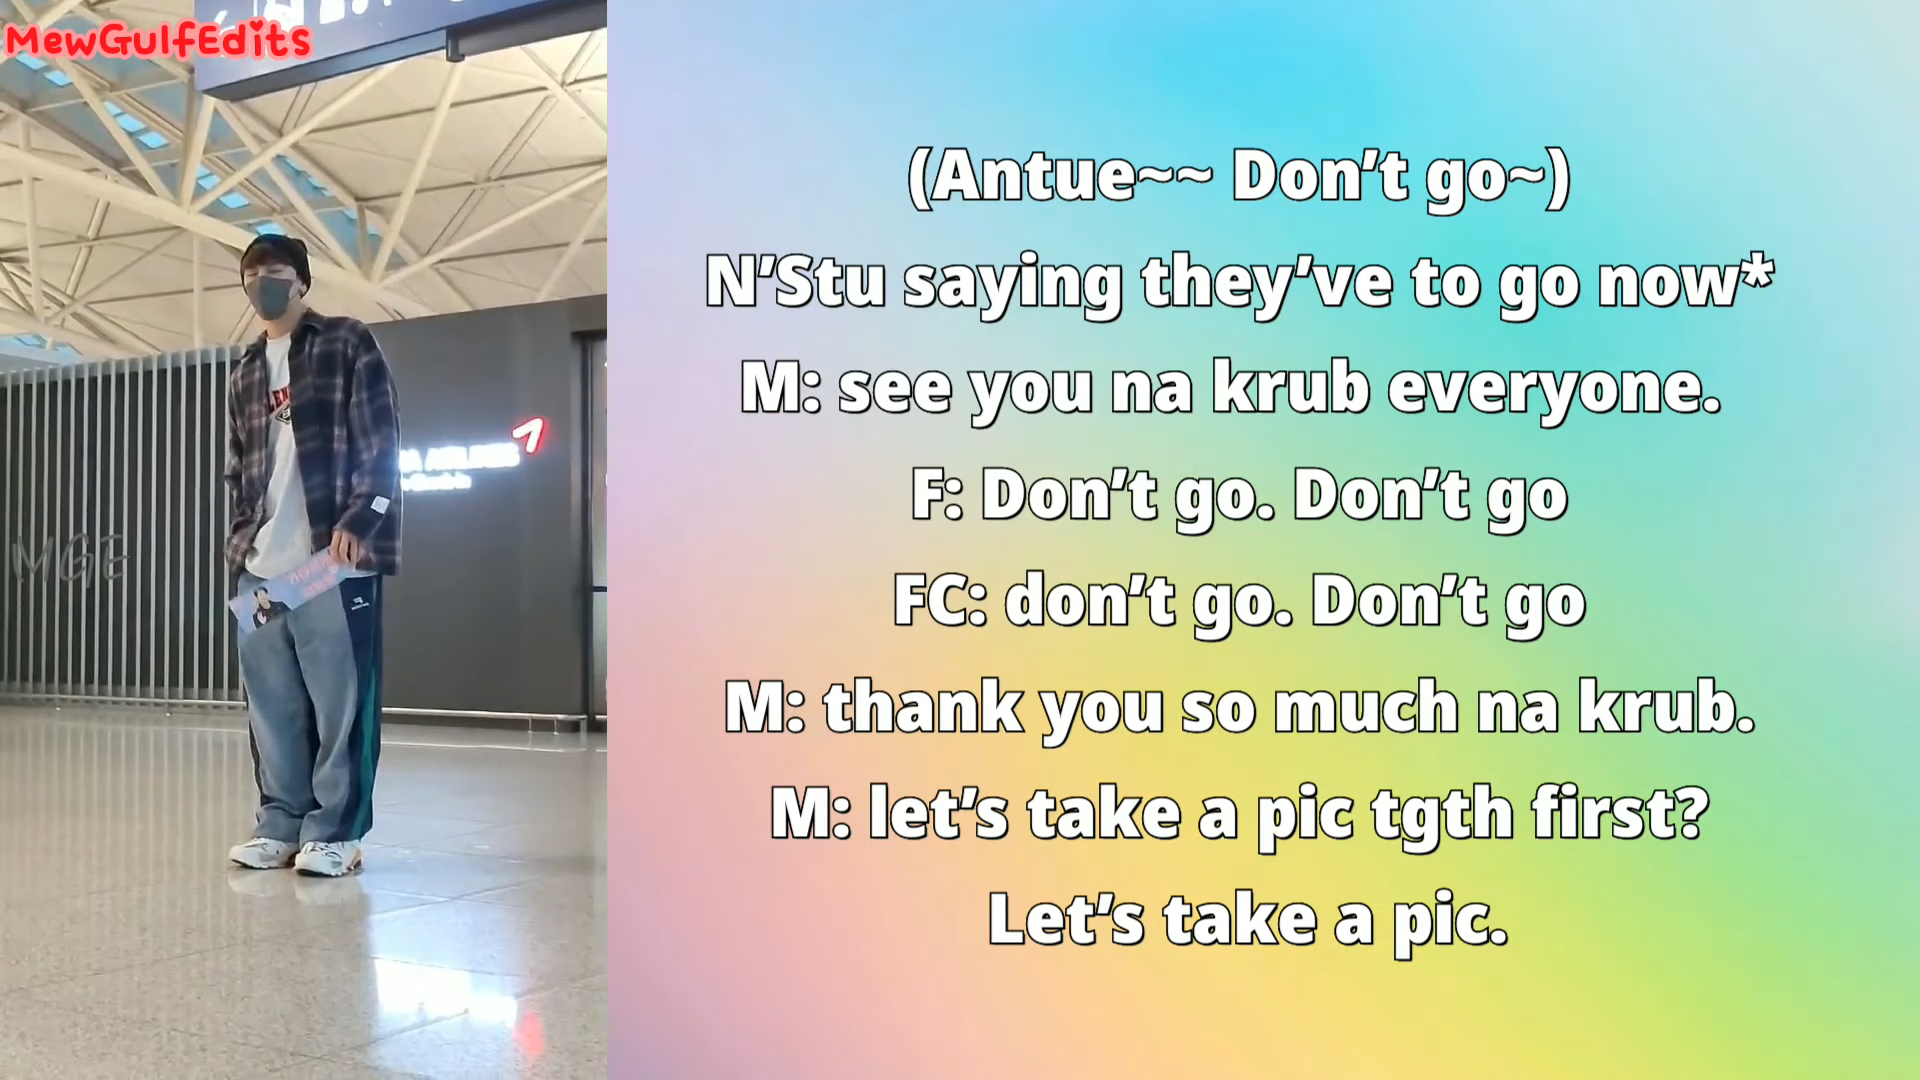 MewGulfEdits
(Antue~~ Don’t go~)
N’Stu saying they’ve to go now*
M: see you na krub everyone.
F: Don’t go. Don’t go
FC: don’t go. Don’t go
M: thank you so much na krub.
M: let’s take a pic tgth first?
Let’s take a pic.
MGE